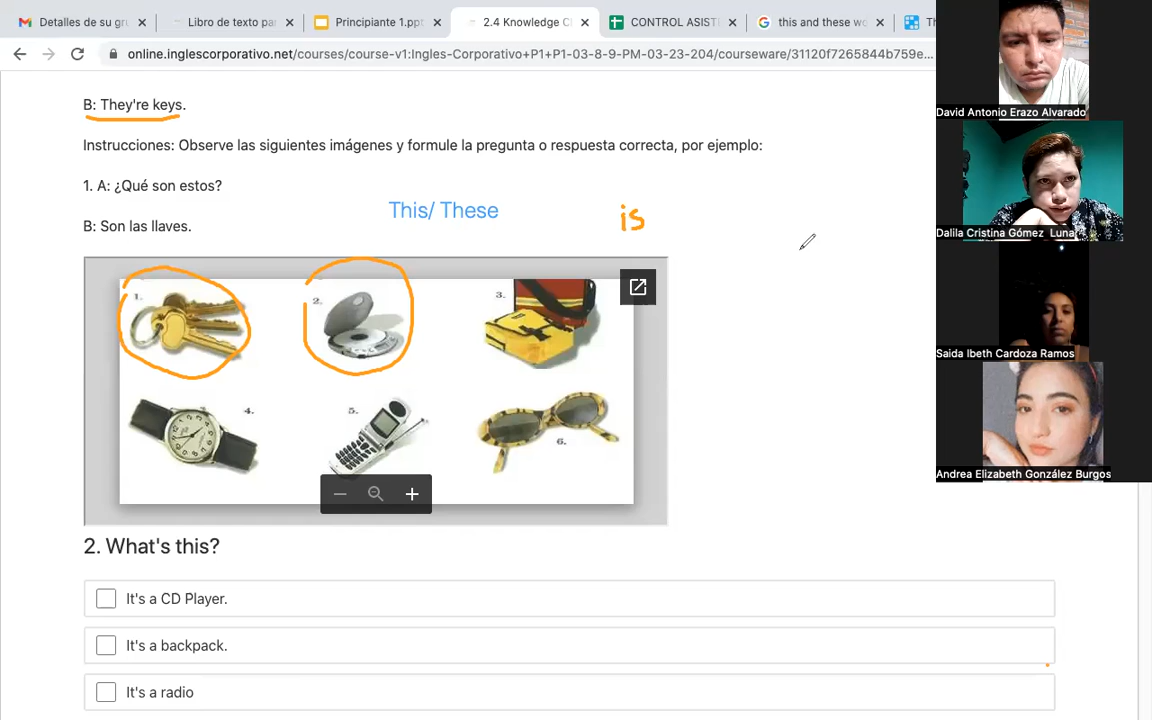 Detalles de su gr
Libro de texto pa
Principiante 1.ppt
2.4 Knowledge C
CONTROL ASIST
this and these wo
Th
online.inglescorporativo.net/courses/course-v1:Ingles-Corporativo+P1+P1-03-8-9-PM-03-23-204/courseware/31120f7265844b759e...
B: They're keys.
Instrucciones: Observe las siguientes imágenes y formule la pregunta o respuesta correcta, por ejemplo:
1. A: ¿Qué son estos?
This/ These
is
B: Son las llaves.
1.
2.
3.
4.
5.
6.
2. What's this?
It's a CD Player.
It's a backpack.
It's a radio
David Antonio Erazo Alvarado
Dalila Cristina Gómez Luna
Saida Ibeth Cardoza Ramos
Andrea Elizabeth González Burgos